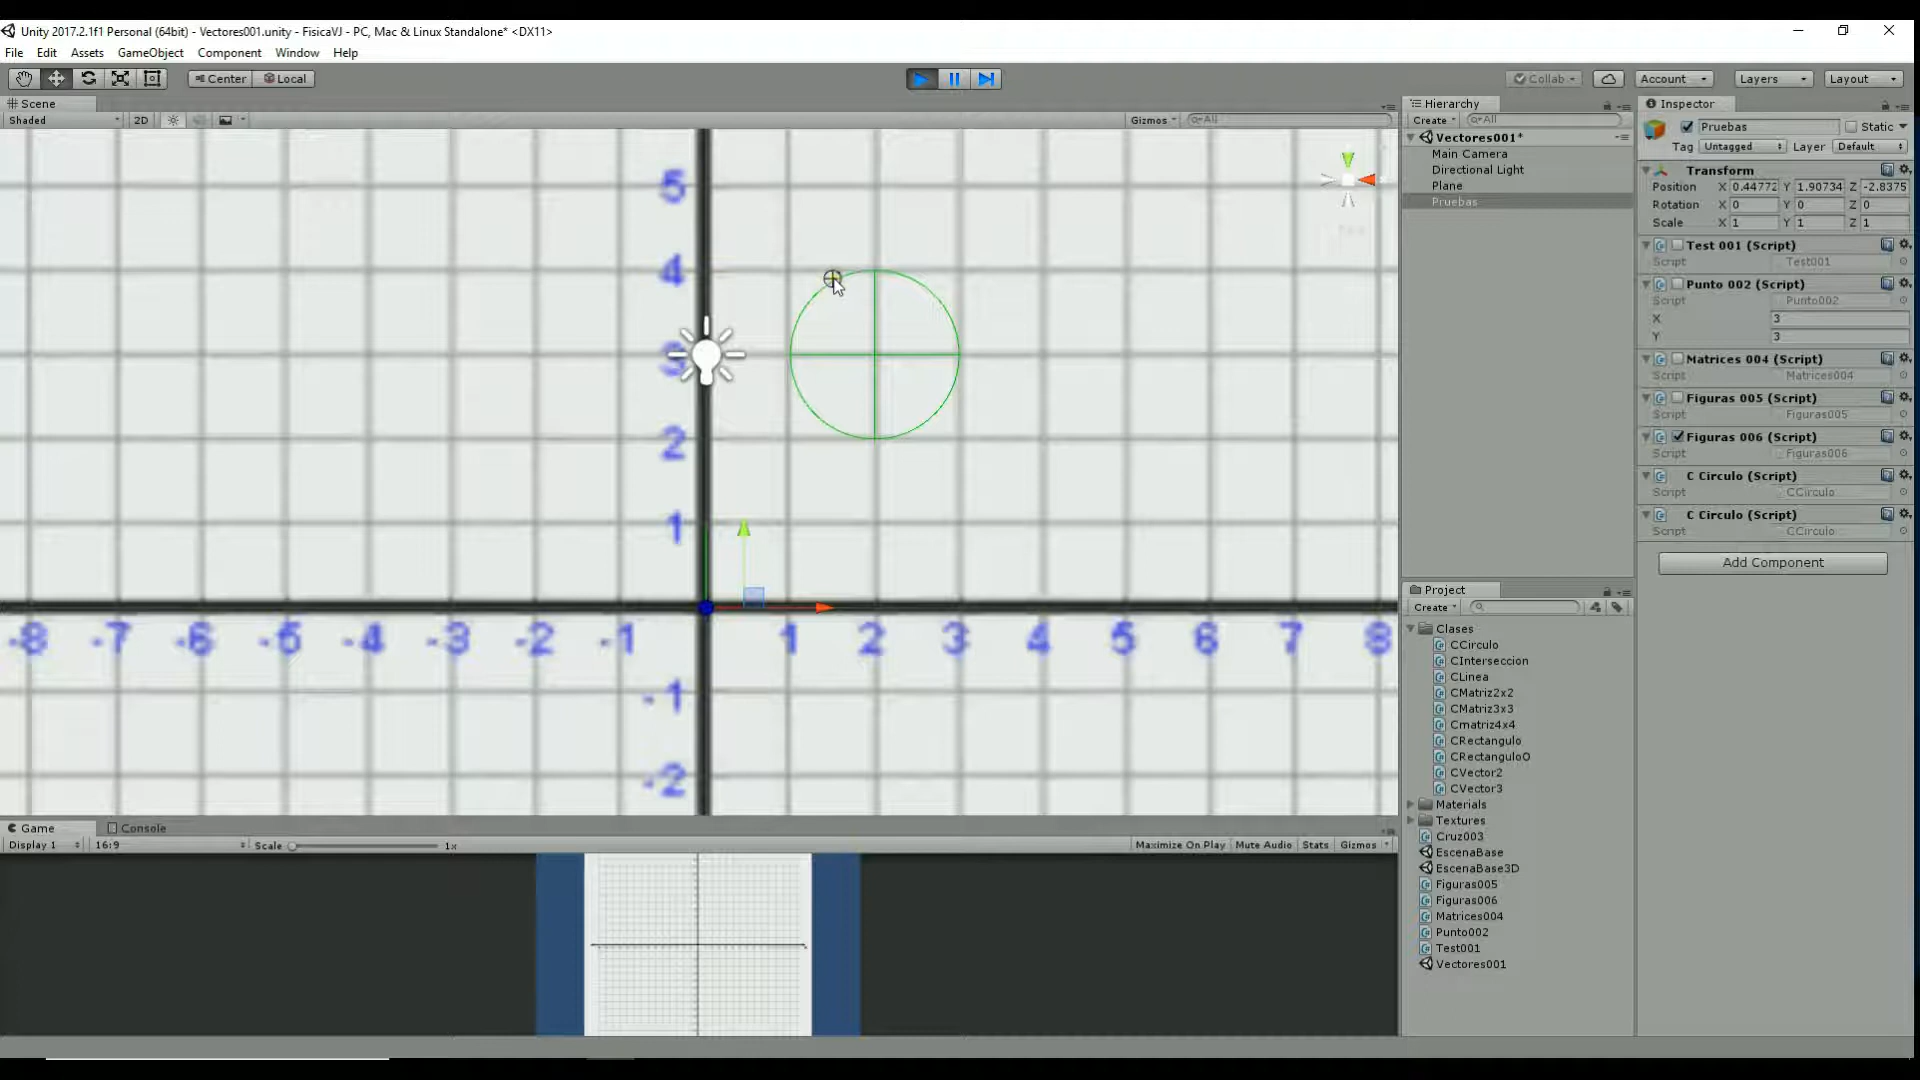 Unity 2017.2.1f1 Personal (64bit) - Vectores001.unity - FisicaVJ - PC, Mac & Linux Standalone* <DX11>
File Edit Assets GameObject Component Window Help
Center Local
Collab Account Layers Layout
Scene
Shaded 2D Gizmos All
5
4
3
2
1
-8 -7 -6 -5 -4 -3 -2 -1 1 2 3 4 5 6 7 8
-1
-2
Game Console
Display 1 16:9 Scale 1x Maximize On Play Mute Audio Stats Gizmos
Hierarchy
Create All
Vectores001*
Main Camera
Directional Light
Plane
Pruebas
Project
Create
Clases
CCirculo
CInterseccion
CLinea
CMatriz2x2
CMatriz3x3
Cmatriz4x4
CRectangulo
CRectanguloO
CVector2
CVector3
Materials
Textures
Cruz003
EscenaBase
EscenaBase3D
Figuras005
Figuras006
Matrices004
Punto002
Test001
Vectores001
Inspector
Pruebas Static
Tag Untagged Layer Default
Transform
Position X 0.44772 Y 1.90734 Z -2.8375
Rotation X 0 Y 0 Z 0
Scale X 1 Y 1 Z 1
Test 001 (Script)
Script Test001
Punto 002 (Script)
Script Punto002
X 3
Y 3
Matrices 004 (Script)
Script Matrices004
Figuras 005 (Script)
Script Figuras005
Figuras 006 (Script)
Script Figuras006
C Circulo (Script)
Script CCirculo
C Circulo (Script)
Script CCirculo
Add Component